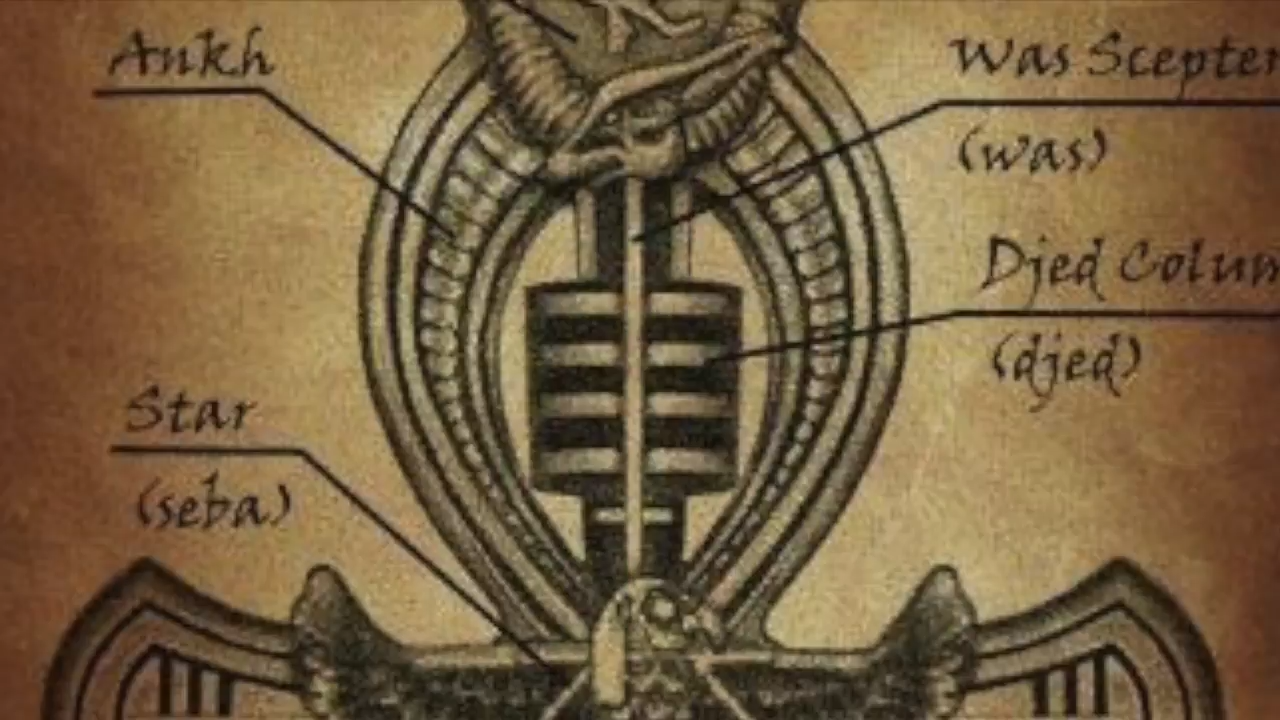 Ankh
Was Scepter
(was)
Djed Colum
(djed)
Star
(seba)